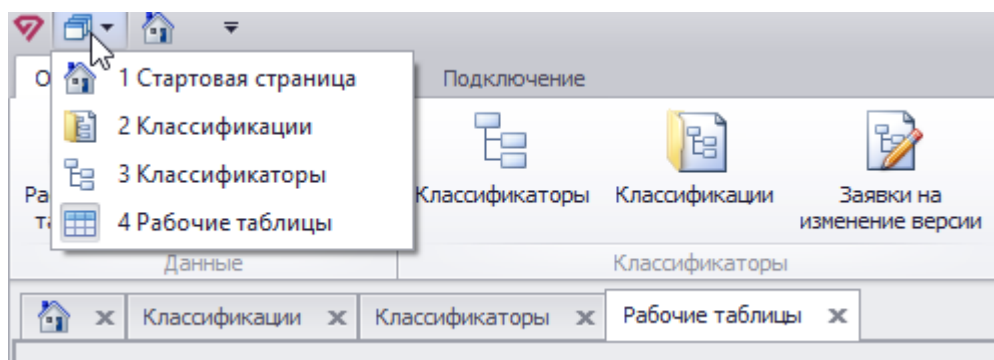 1 Стартовая страница
Подключение
2 Классификации
3 Классификаторы
4 Рабочие таблицы
Классификаторы
Классификации
Заявки на
изменение версии
Данные
Классификаторы
Классификации
Классификаторы
Рабочие таблицы